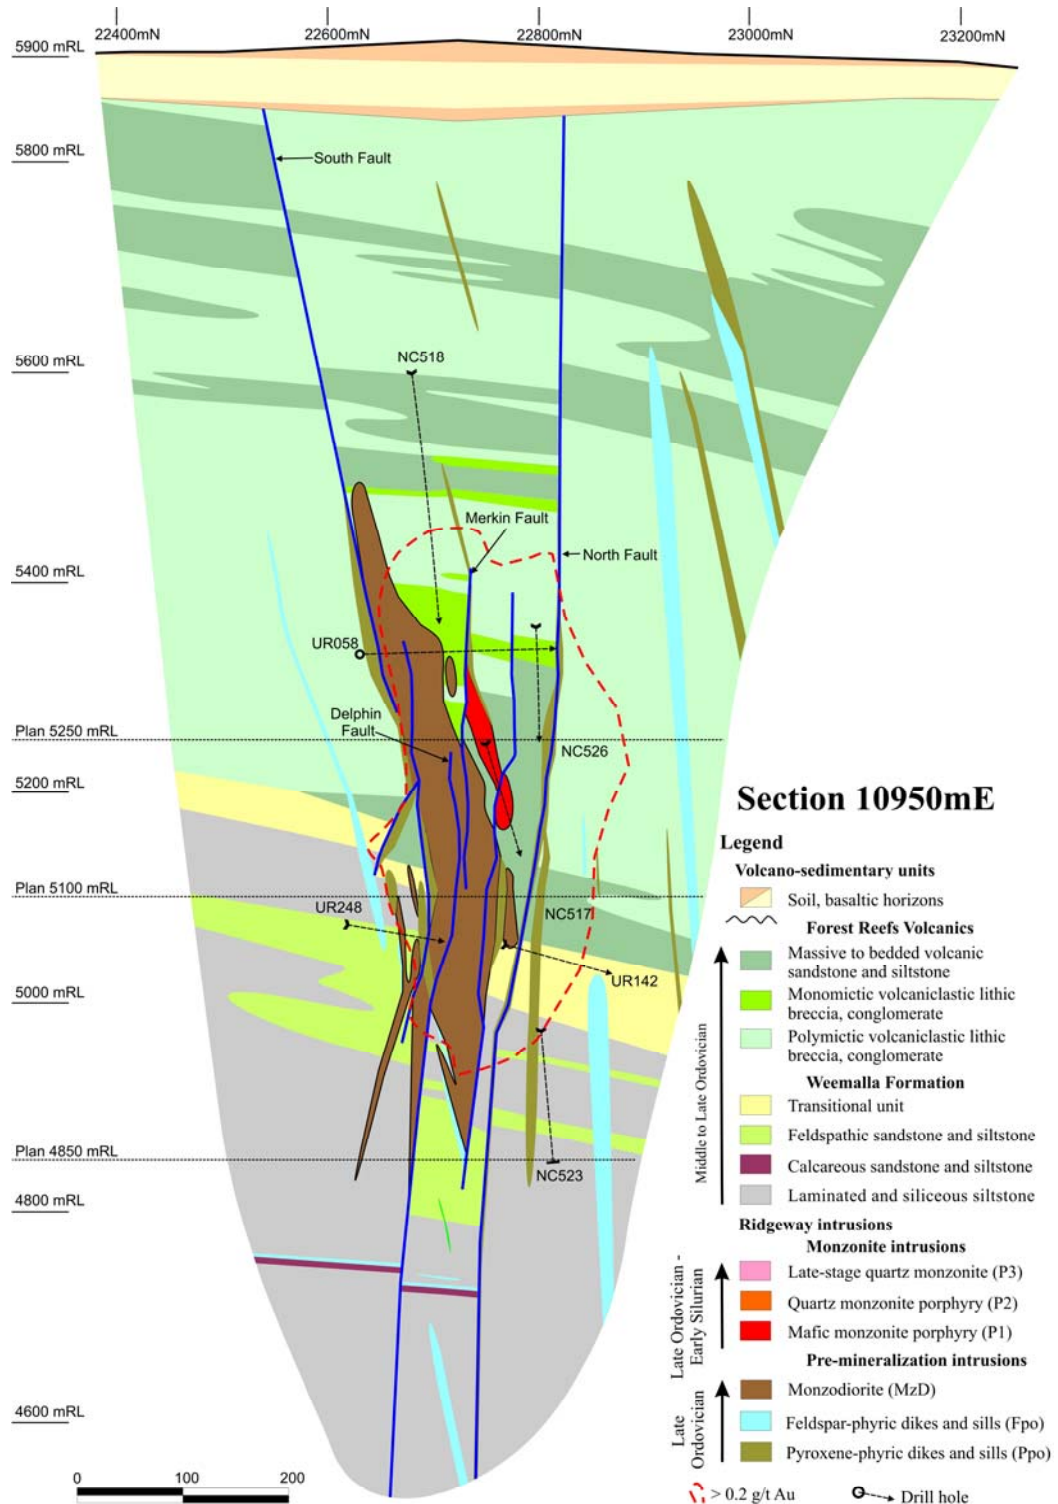 22400mN
22600mN
22800mN
23000mN
23200mN
5900 mRL
5800 mRL
South Fault
5600 mRL
NC518
Merkin Fault
North Fault
5400 mRL
UR058
Delphin
Fault
Plan 5250 mRL
NC526
5200 mRL
Plan 5100 mRL
UR248
NC517
UR142
5000 mRL
Plan 4850 mRL
NC523
4800 mRL
4600 mRL
0
100
200
Section 10950mE
Legend
Volcano-sedimentary units
Soil, basaltic horizons
Forest Reefs Volcanics
Massive to bedded volcanic
sandstone and siltstone
Monomictic volcaniclastic lithic
breccia, conglomerate
Polymictic volcaniclastic lithic
breccia, conglomerate
Weemalla Formation
Transitional unit
Feldspathic sandstone and siltstone
Calcareous sandstone and siltstone
Laminated and siliceous siltstone
Middle to Late Ordovician
Ridgeway intrusions
Monzonite intrusions
Late-stage quartz monzonite (P3)
Quartz monzonite porphyry (P2)
Mafic monzonite porphyry (P1)
Late Ordovician -
Early Silurian
Pre-mineralization intrusions
Monzodiorite (MzD)
Feldspar-phyric dikes and sills (Fpo)
Pyroxene-phyric dikes and sills (Ppo)
Late
Ordovician
> 0.2 g/t Au
Drill hole